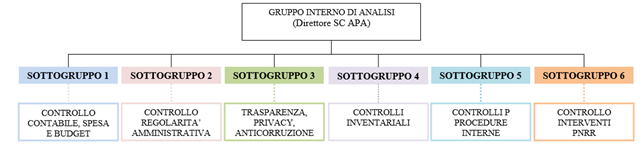 GRUPPO INTERNO DI ANALISI
(Direttore SC APA)
SOTTOGRUPPO 1
SOTTOGRUPPO 2
SOTTOGRUPPO 3
SOTTOGRUPPO 4
SOTTOGRUPPO 5
SOTTOGRUPPO 6
CONTROLLO
CONTABILE, SPESA
E BUDGET
CONTROLLO
REGOLARITA'
AMMINISTRATIVA
TRASPARENZA,
PRIVACY,
ANTICORRUZIONE
CONTROLLI
INVENTARIALI
CONTROLLI P
PROCEDURE
INTERNE
CONTROLLO
INTERVENTI
PNRR